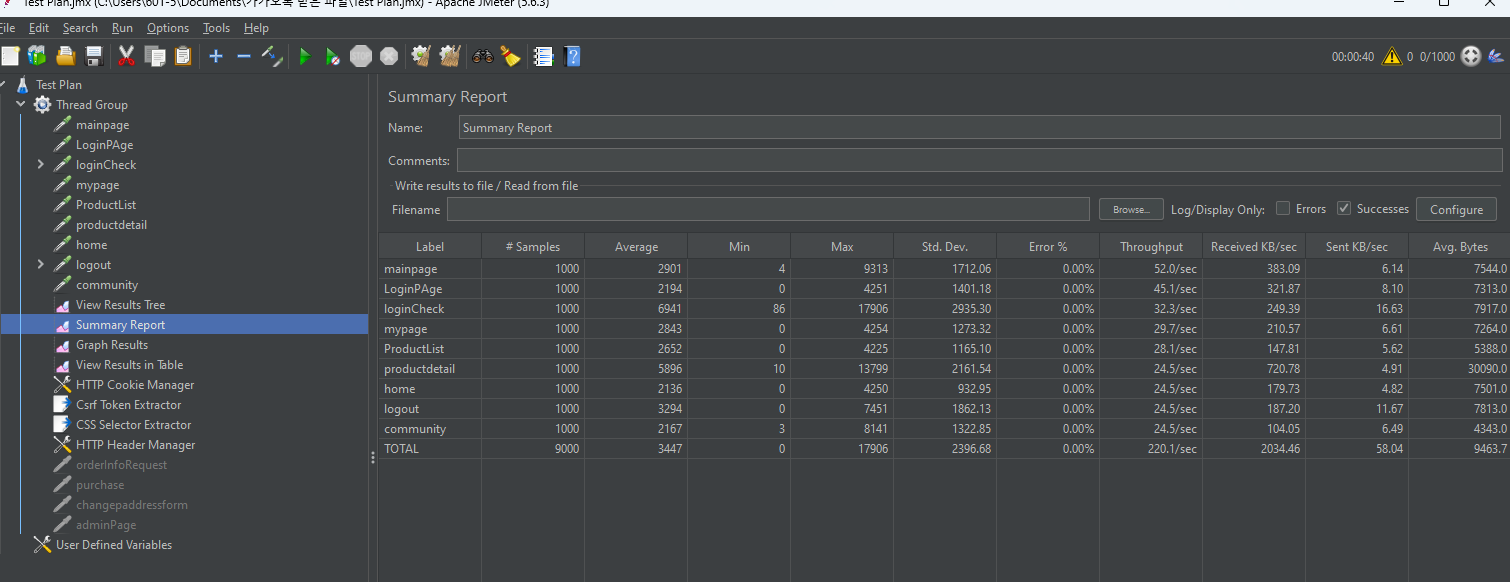 Test Plan.jmx (C:\Users\601-5\Documents\카카오톡 받은 파일\Test Plan.jmx) - Apache JMeter (5.6.3)
File Edit Search Run Options Tools Help
00:00:40 0 0/1000
Test Plan
Thread Group
mainpage
LoginPAge
loginCheck
mypage
ProductList
productdetail
home
logout
community
View Results Tree
Summary Report
Graph Results
View Results in Table
HTTP Cookie Manager
Csrf Token Extractor
CSS Selector Extractor
HTTP Header Manager
orderInfoRequest
purchase
changepaddressform
adminPage
User Defined Variables
Summary Report
Name: Summary Report
Comments:
Write results to file / Read from file
Filename Browse... Log/Display Only: Errors Successes Configure
Label # Samples Average Min Max Std. Dev. Error % Throughput Received KB/sec Sent KB/sec Avg. Bytes
mainpage 1000 2901 4 9313 1712.06 0.00% 52.0/sec 383.09 6.14 7544.0
LoginPAge 1000 2194 0 4251 1401.18 0.00% 45.1/sec 321.87 8.10 7313.0
loginCheck 1000 6941 86 17906 2935.30 0.00% 32.3/sec 249.39 16.63 7917.0
mypage 1000 2843 0 4254 1273.32 0.00% 29.7/sec 210.57 6.61 7264.0
ProductList 1000 2652 0 4225 1165.10 0.00% 28.1/sec 147.81 5.62 5388.0
productdetail 1000 5896 10 13799 2161.54 0.00% 24.5/sec 720.78 4.91 30090.0
home 1000 2136 0 4250 932.95 0.00% 24.5/sec 179.73 4.82 7501.0
logout 1000 3294 0 7451 1862.13 0.00% 24.5/sec 187.20 11.67 7813.0
community 1000 2167 3 8141 1322.85 0.00% 24.5/sec 104.05 6.49 4343.0
TOTAL 9000 3447 0 17906 2396.68 0.00% 220.1/sec 2034.46 58.04 9463.7